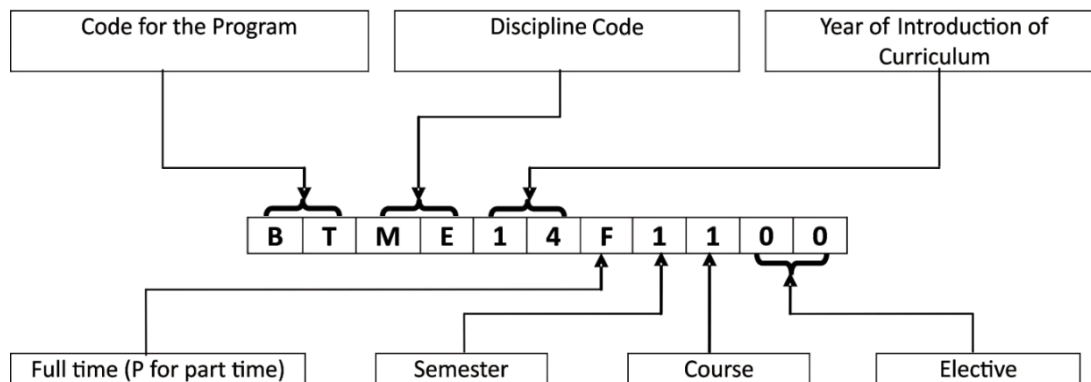 Code for the Program
Discipline Code
Year of Introduction of
Curriculum
B T M E 1 4 F 1 1 0 0
Full time (P for part time)
Semester
Course
Elective